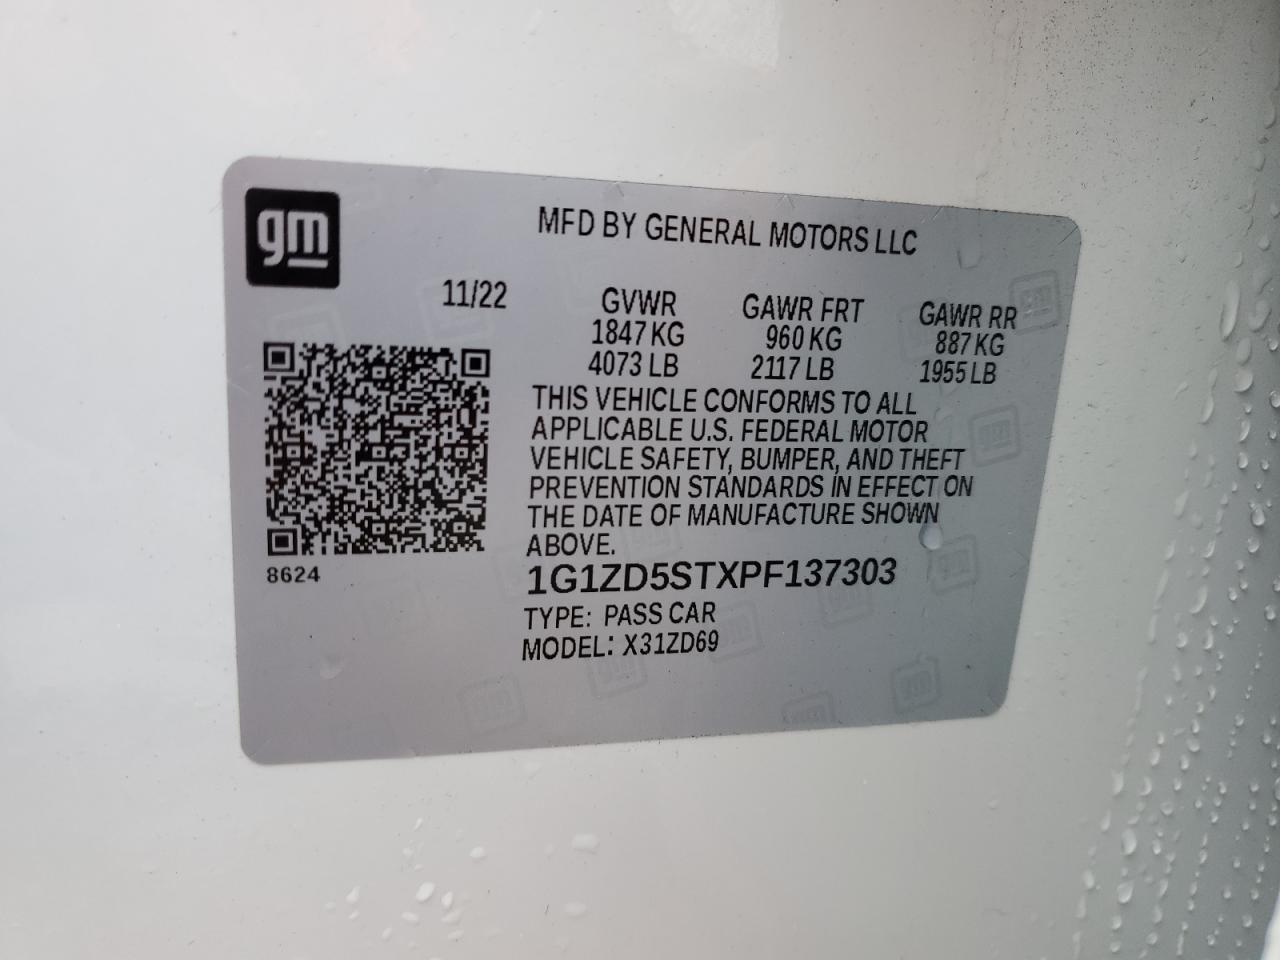 gm
MFD BY GENERAL MOTORS LLC
11/22 GVWR GAWR FRT GAWR RR
1847 KG 960 KG 887 KG
4073 LB 2117 LB 1955 LB
THIS VEHICLE CONFORMS TO ALL
APPLICABLE U.S. FEDERAL MOTOR
VEHICLE SAFETY, BUMPER, AND THEFT
PREVENTION STANDARDS IN EFFECT ON
THE DATE OF MANUFACTURE SHOWN
ABOVE.
8624
1G1ZD5STXPF137303
TYPE: PASS CAR
MODEL: X31ZD69